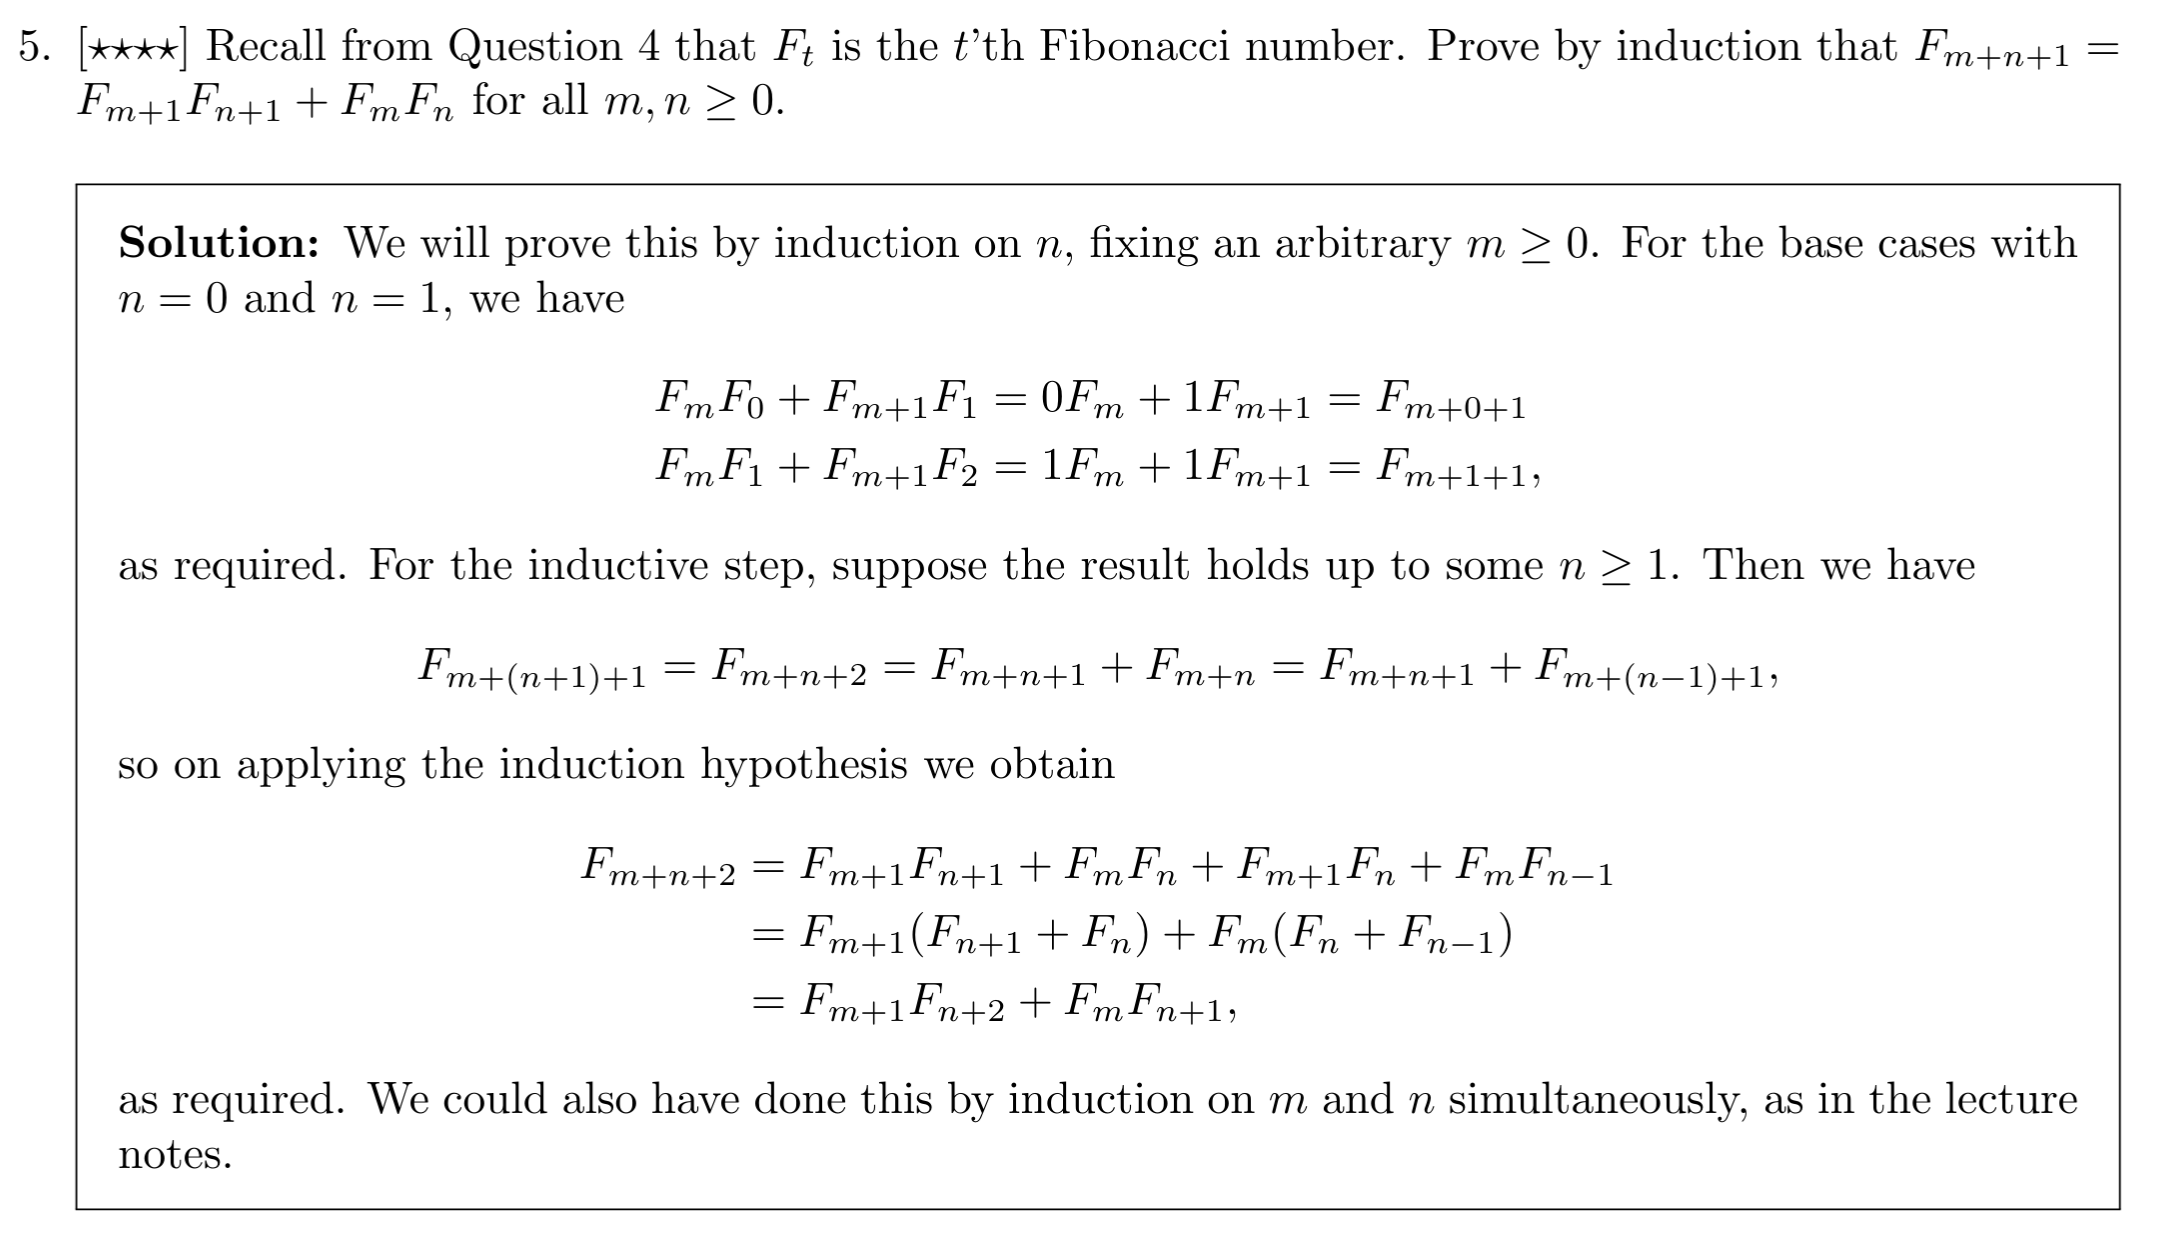 5. [⋆⋆⋆⋆] Recall from Question 4 that $F_t$ is the $t$'th Fibonacci number. Prove by induction that $F_{m+n+1} =$
$F_{m+1}F_{n+1} + F_mF_n$ for all $m, n \geq 0$.
Solution: We will prove this by induction on $n$, fixing an arbitrary $m \geq 0$. For the base cases with
$n = 0$ and $n = 1$, we have
$F_mF_0 + F_{m+1}F_1 = 0F_m + 1F_{m+1} = F_{m+0+1}$
$F_mF_1 + F_{m+1}F_2 = 1F_m + 1F_{m+1} = F_{m+1+1},$
as required. For the inductive step, suppose the result holds up to some $n \geq 1$. Then we have
$F_{m+(n+1)+1} = F_{m+n+2} = F_{m+n+1} + F_{m+n} = F_{m+n+1} + F_{m+(n-1)+1},$
so on applying the induction hypothesis we obtain
$F_{m+n+2} = F_{m+1}F_{n+1} + F_mF_n + F_{m+1}F_n + F_mF_{n-1}$
$= F_{m+1}(F_{n+1} + F_n) + F_m(F_n + F_{n-1})$
$= F_{m+1}F_{n+2} + F_mF_{n+1},$
as required. We could also have done this by induction on $m$ and $n$ simultaneously, as in the lecture
notes.